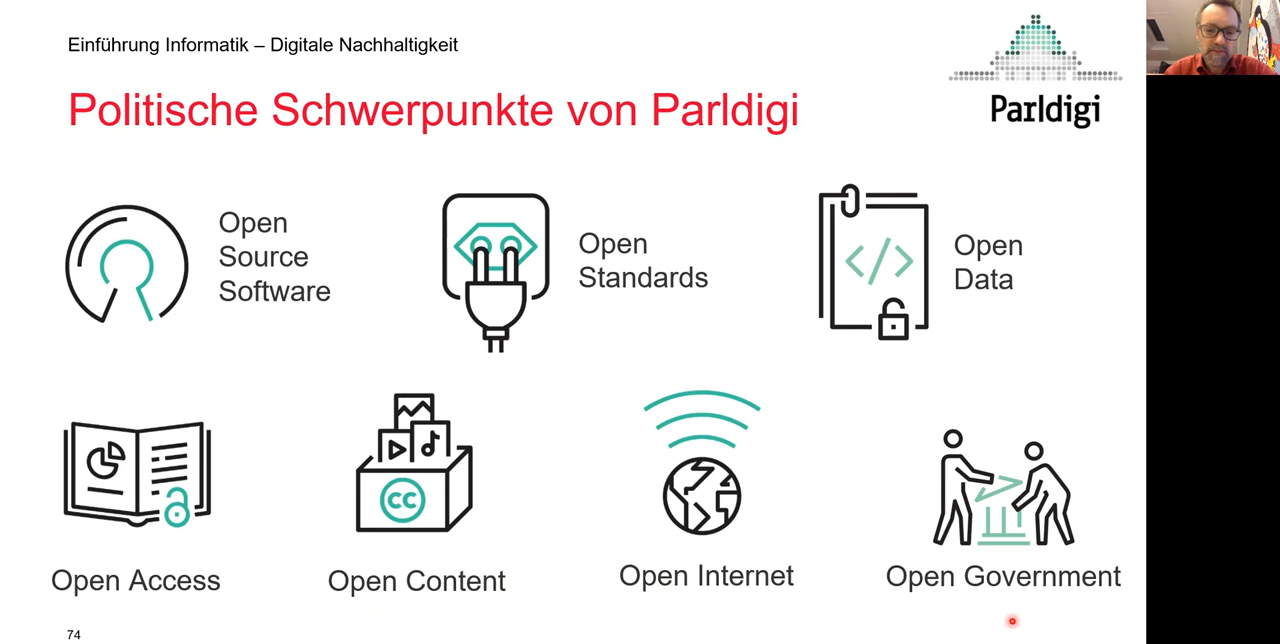 Einführung Informatik – Digitale Nachhaltigkeit
Politische Schwerpunkte von Parldigi
Parldigi
Open
Source
Software
Open
Standards
</>
Open
Data
cc
Open Access
Open Content
Open Internet
Open Government
74